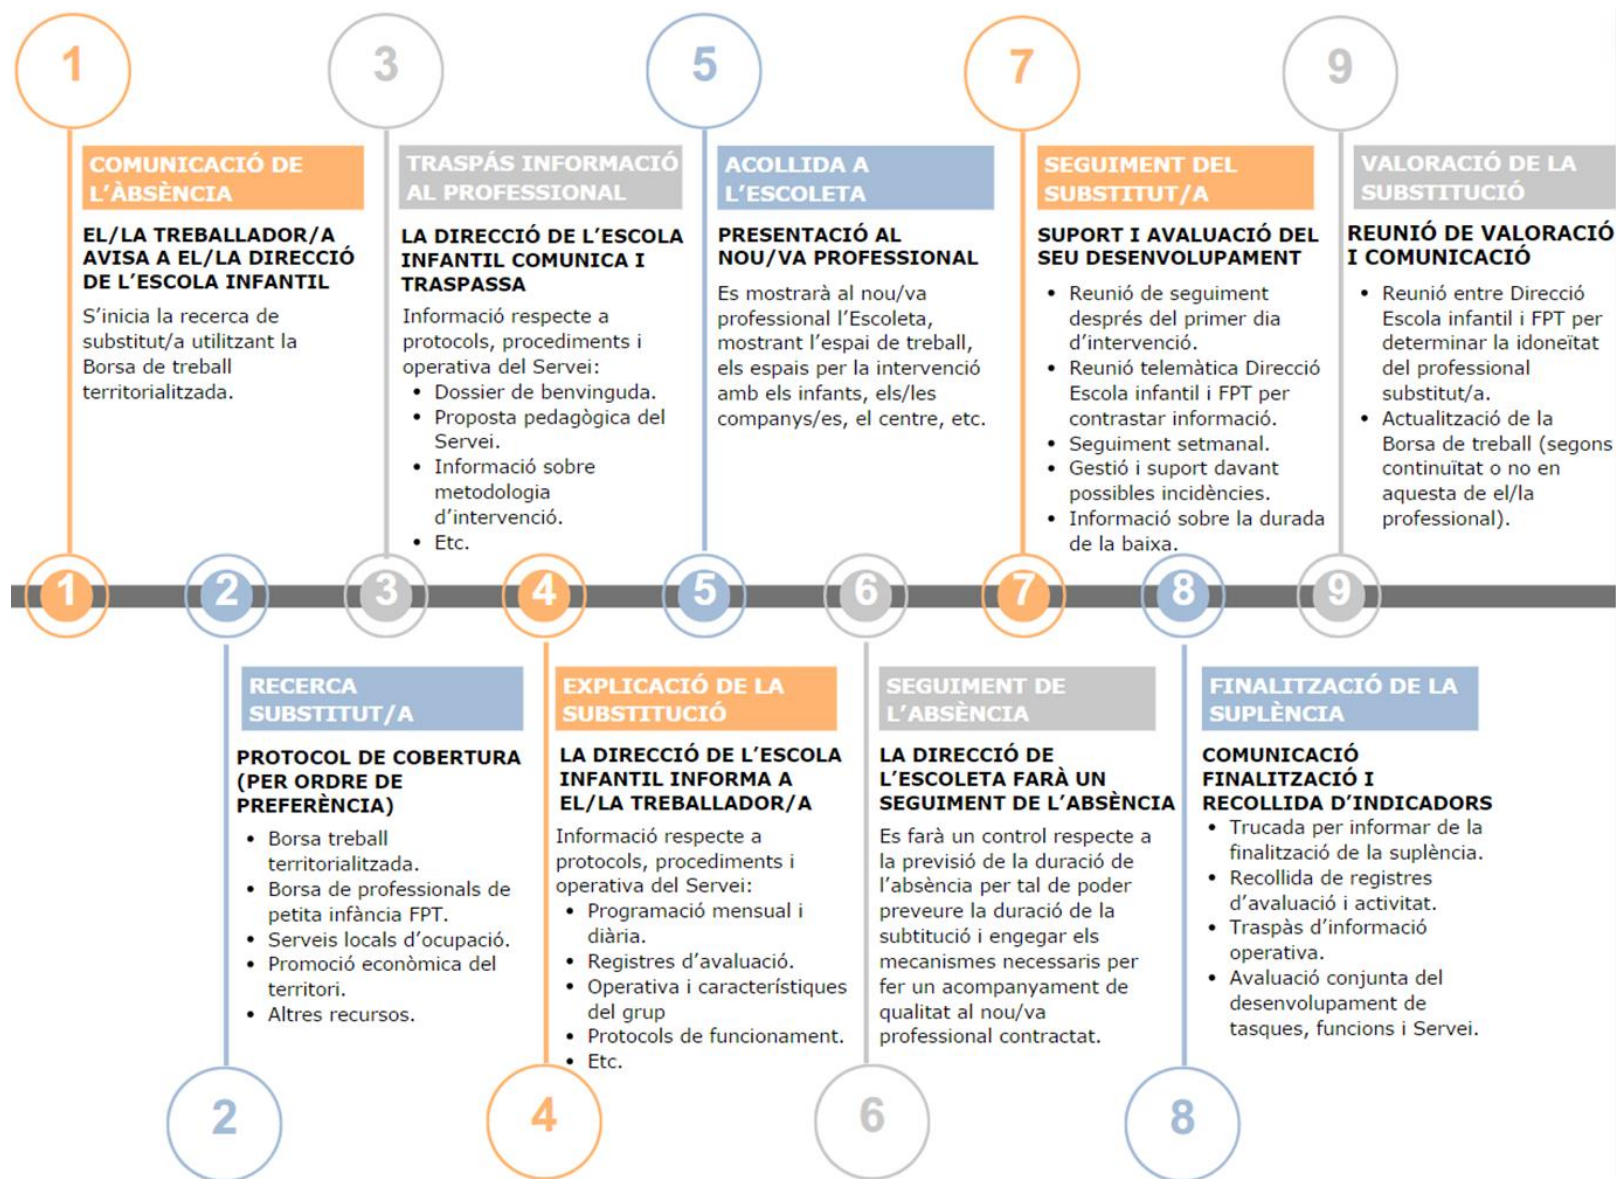 1
3
5
7
9
COMUNICACIÓ DE
L'ÀBSÈNCIA
EL/LA TREBALLADOR/A
AVISA A EL/LA DIRECCIÓ
DE L'ESCOLA INFANTIL
S'inicia la recerca de
substitut/a utilitzant la
Borsa de treball
territorialitzada.
TRASPÁS INFORMACIÓ
AL PROFESSIONAL
LA DIRECCIÓ DE L'ESCOLA
INFANTIL COMUNICA I
TRASPASSA
Informació respecte a
protocols, procediments i
operativa del Servei:
• Dossier de benvinguda.
• Proposta pedagògica del
Servei.
• Informació sobre
metodologia
d'intervenció.
• Etc.
ACOLLIDA A
L'ESCOLETA
PRESENTACIÓ AL
NOU/VA PROFESSIONAL
Es mostrarà al nou/va
professional l'Escoleta,
mostrant l'espai de treball,
els espais per la intervenció
amb els infants, els/les
companys/es, el centre, etc.
SEGUIMENT DEL
SUBSTITUT/A
SUPORT I AVALUACIÓ DEL
SEU DESENVOLUPAMENT
• Reunió de seguiment
després del primer dia
d'intervenció.
• Reunió telemàtica Direcció
Escola infantil i FPT per
contrastar informació.
• Seguiment setmanal.
• Gestió i suport davant
possibles incidències.
• Informació sobre la durada
de la baixa.
VALORACIÓ DE LA
SUBSTITUCIÓ
REUNIÓ DE VALORACIÓ
I COMUNICACIÓ
• Reunió entre Direcció
Escola infantil i FPT per
determinar la idoneïtat
del professional
substitut/a.
• Actualització de la
Borsa de treball (segons
continuïtat o no en
aquesta de el/la
professional).
1
2
3
4
5
6
7
8
9
RECERCA
SUBSTITUT/A
PROTOCOL DE COBERTURA
(PER ORDRE DE
PREFERÈNCIA)
• Borsa treball
territorialitzada.
• Borsa de professionals de
petita infància FPT.
• Serveis locals d'ocupació.
• Promoció econòmica del
territori.
• Altres recursos.
EXPLICACIÓ DE LA
SUBSTITUCIÓ
LA DIRECCIÓ DE L'ESCOLA
INFANTIL INFORMA A
EL/LA TREBALLADOR/A
Informació respecte a
protocols, procediments i
operativa del Servei:
• Programació mensual i
diària.
• Registres d'avaluació.
• Operativa i característiques
del grup
• Protocols de funcionament.
• Etc.
SEGUIMENT DE
L'ABSÈNCIA
LA DIRECCIÓ DE
L'ESCOLETA FARÀ UN
SEGUIMENT DE L'ABSÈNCIA
Es farà un control respecte a
la previsió de la duració de
l'absència per tal de poder
preveure la duració de la
subtitució i engegar els
mecanismes necessaris per
fer un acompanyament de
qualitat al nou/va
professional contractat.
FINALITZACIÓ DE LA
SUPLÈNCIA
COMUNICACIÓ
FINALITZACIÓ I
RECOLLIDA D'INDICADORS
• Trucada per informar de la
finalització de la suplència.
• Recollida de registres
d'avaluació i activitat.
• Traspàs d'informació
operativa.
• Avaluació conjunta del
desenvolupament de
tasques, funcions i Servei.
2
4
6
8